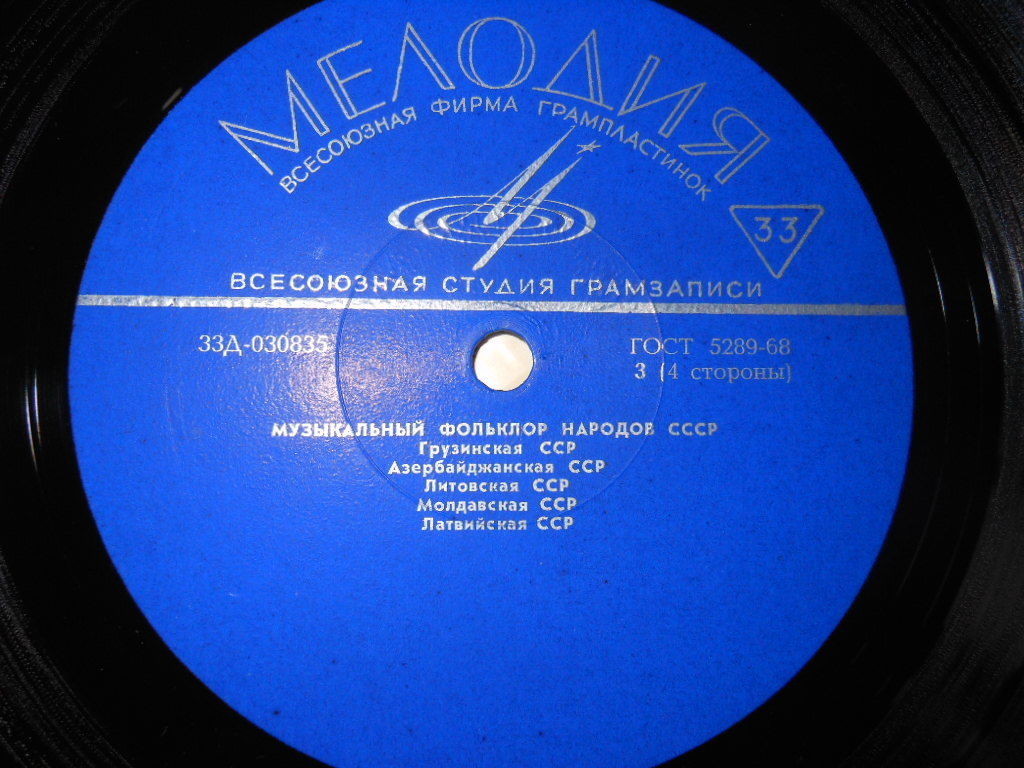 МЕЛОДИЯ
ВСЕСОЮЗНАЯ ФИРМА ГРАМПЛАСТИНОК
33
ВСЕСОЮЗНАЯ СТУДИЯ ГРАМЗАПИСИ
33Д-030835
ГОСТ 5289-68
3 (4 стороны)
МУЗЫКАЛЬНЫЙ ФОЛЬКЛОР НАРОДОВ СССР
Грузинская ССР
Азербайджанская ССР
Литовская ССР
Молдавская ССР
Латвийская ССР